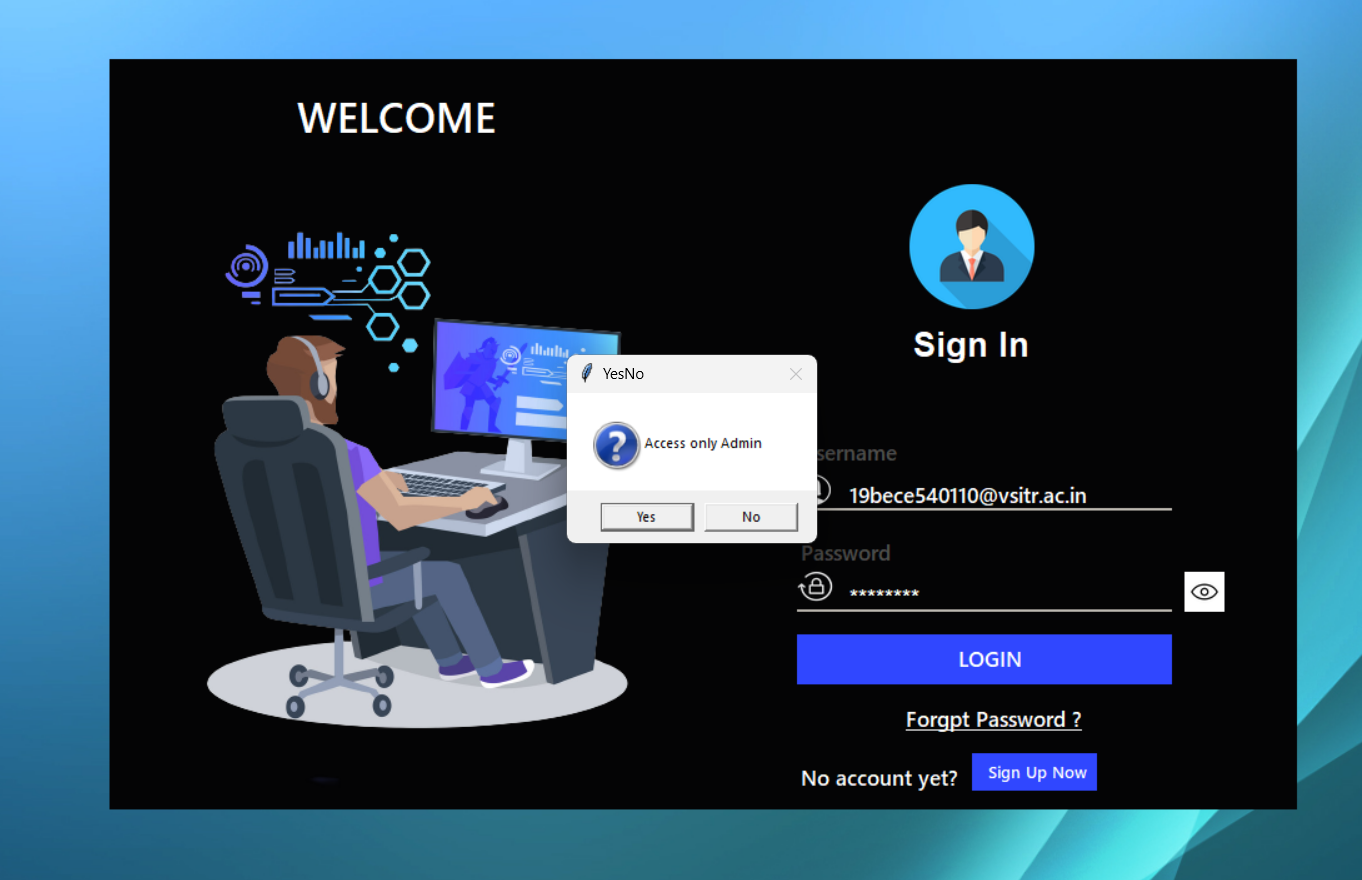 WELCOME
Sign In
YesNo
Access only Admin
Yes
No
sername
19bece540110@vsitr.ac.in
Password
********
LOGIN
Forgpt Password ?
No account yet?
Sign Up Now